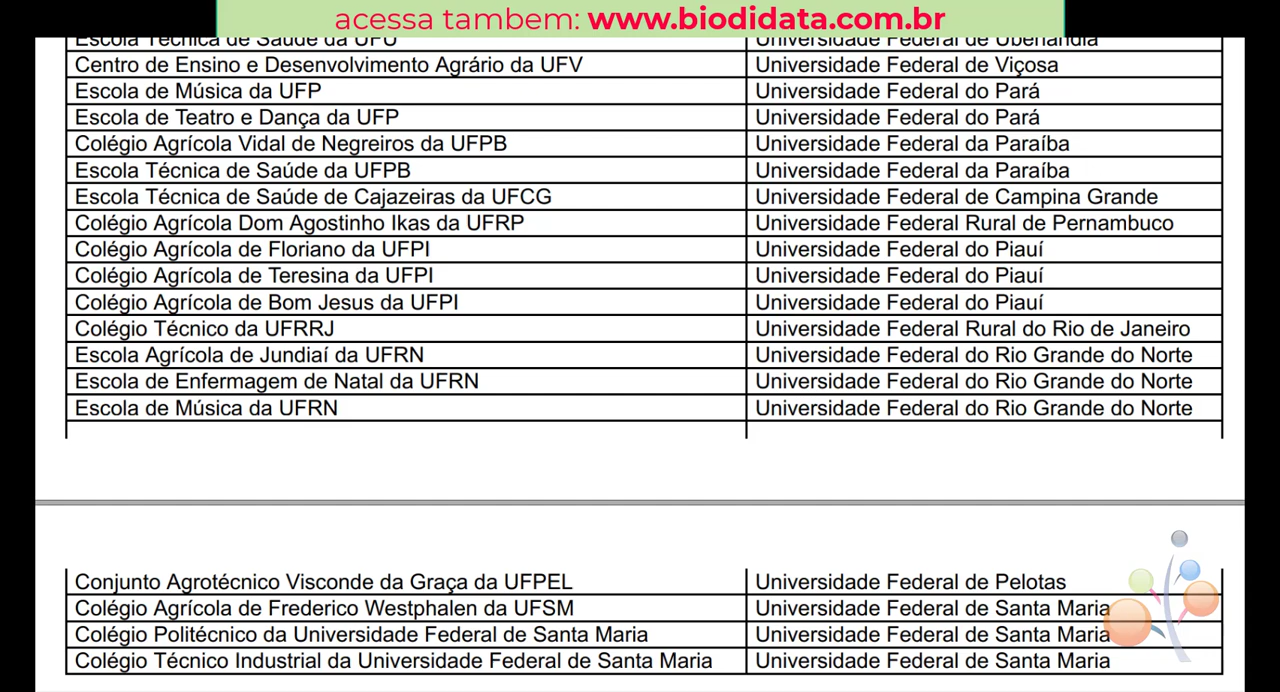 acessa tambem: www.biodidata.com.br
Escola Técnica de Saúde da UFU Universidade Federal de Uberlândia
Centro de Ensino e Desenvolvimento Agrário da UFV Universidade Federal de Viçosa
Escola de Música da UFP Universidade Federal do Pará
Escola de Teatro e Dança da UFP Universidade Federal do Pará
Colégio Agrícola Vidal de Negreiros da UFPB Universidade Federal da Paraíba
Escola Técnica de Saúde da UFPB Universidade Federal da Paraíba
Escola Técnica de Saúde de Cajazeiras da UFCG Universidade Federal de Campina Grande
Colégio Agrícola Dom Agostinho Ikas da UFRP Universidade Federal Rural de Pernambuco
Colégio Agrícola de Floriano da UFPI Universidade Federal do Piauí
Colégio Agrícola de Teresina da UFPI Universidade Federal do Piauí
Colégio Agrícola de Bom Jesus da UFPI Universidade Federal do Piauí
Colégio Técnico da UFRRJ Universidade Federal Rural do Rio de Janeiro
Escola Agrícola de Jundiaí da UFRN Universidade Federal do Rio Grande do Norte
Escola de Enfermagem de Natal da UFRN Universidade Federal do Rio Grande do Norte
Escola de Música da UFRN Universidade Federal do Rio Grande do Norte
Conjunto Agrotécnico Visconde da Graça da UFPEL Universidade Federal de Pelotas
Colégio Agrícola de Frederico Westphalen da UFSM Universidade Federal de Santa Maria
Colégio Politécnico da Universidade Federal de Santa Maria Universidade Federal de Santa Maria
Colégio Técnico Industrial da Universidade Federal de Santa Maria Universidade Federal de Santa Maria